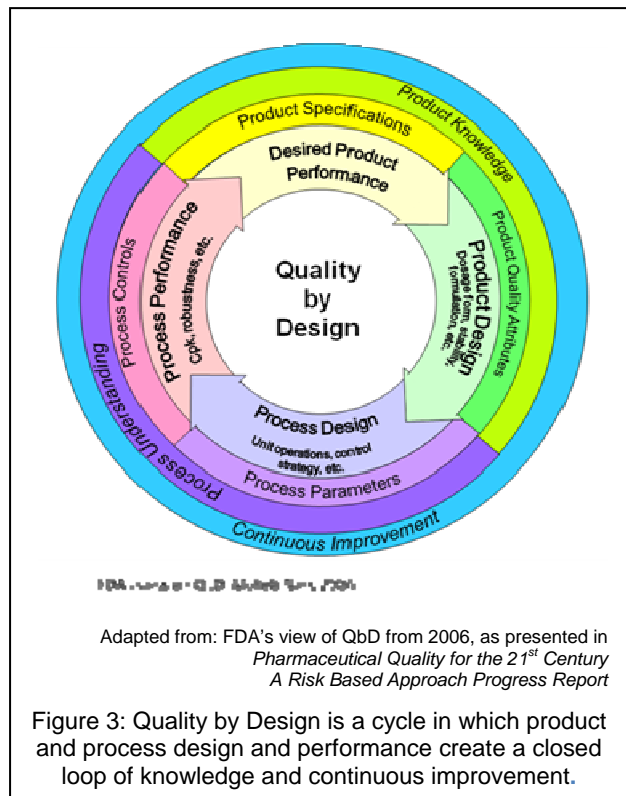 Product Knowledge
Product Specifications
Desired Product
Performance
Product Quality Attributes
Product Design
Dosage form, stability,
formulation, etc.
Process Controls
Process Performance
Cpk, robustness, etc.
Quality
by
Design
Process Design
Unit operations, control
strategy, etc.
Process Parameters
Process Understanding
Continuous Improvement
Adapted from: FDA's view of QbD from 2006, as presented in
Pharmaceutical Quality for the 21st Century
A Risk Based Approach Progress Report
Figure 3: Quality by Design is a cycle in which product
and process design and performance create a closed
loop of knowledge and continuous improvement.